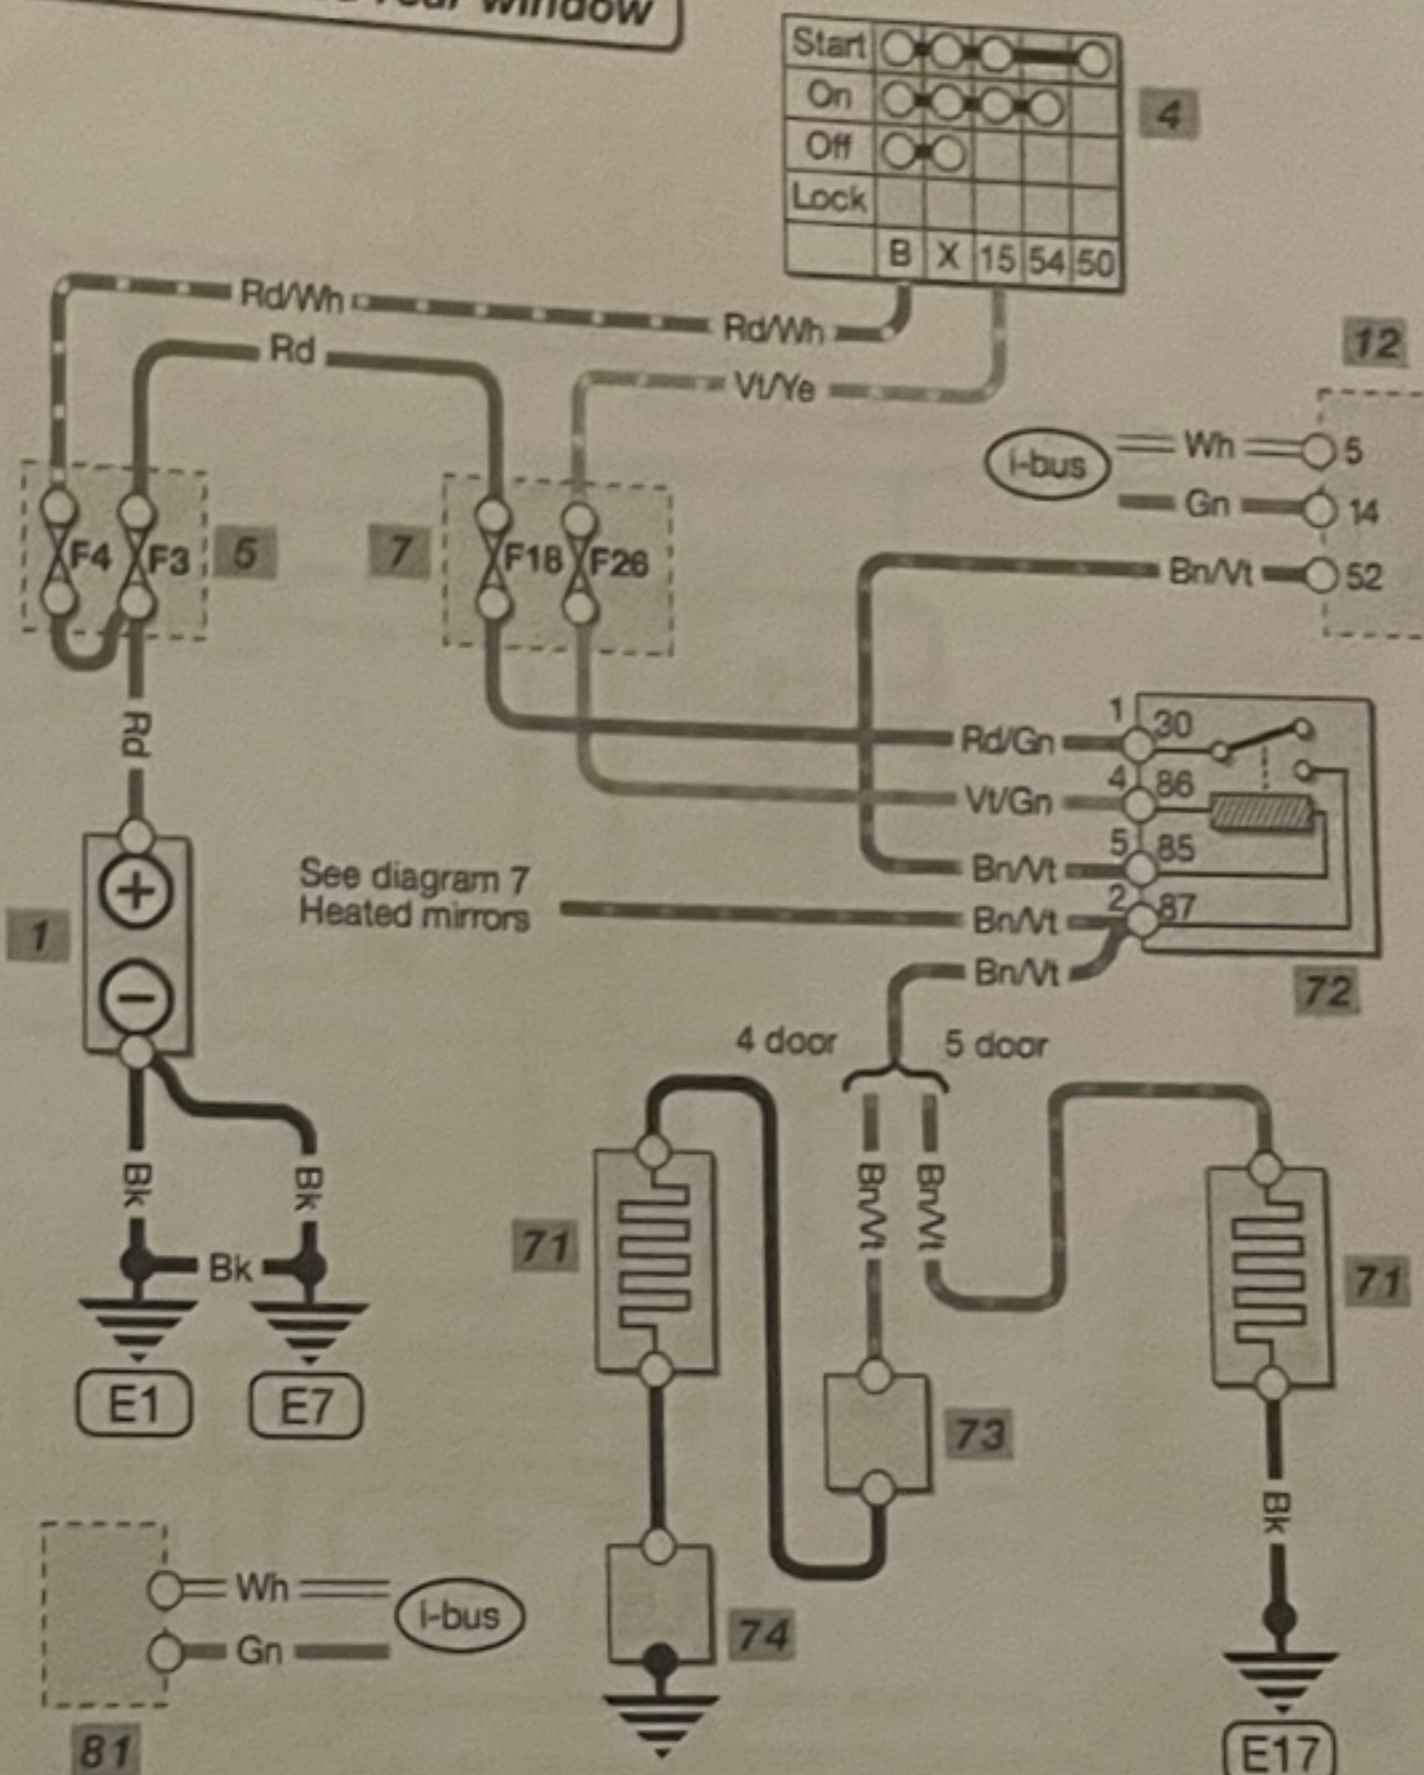 rear window
Start
On
Off
Lock
B X 15 54 50
4
Rd/Wh
Rd/Wh
Rd
Vt/Ye
12
i-bus
Wh
5
Gn
14
Bn/Vt
52
F4
F3
5
7
F18
F26
Rd
1
30
Rd/Gn
4
86
Vt/Gn
5
85
Bn/Vt
2
87
Bn/Vt
Bn/Vt
72
See diagram 7
Heated mirrors
1
4 door
5 door
Bk
Bk
Bk
Bn/Vt
Bn/Vt
71
71
E1
E7
73
Bk
Wh
Gn
i-bus
74
81
E17